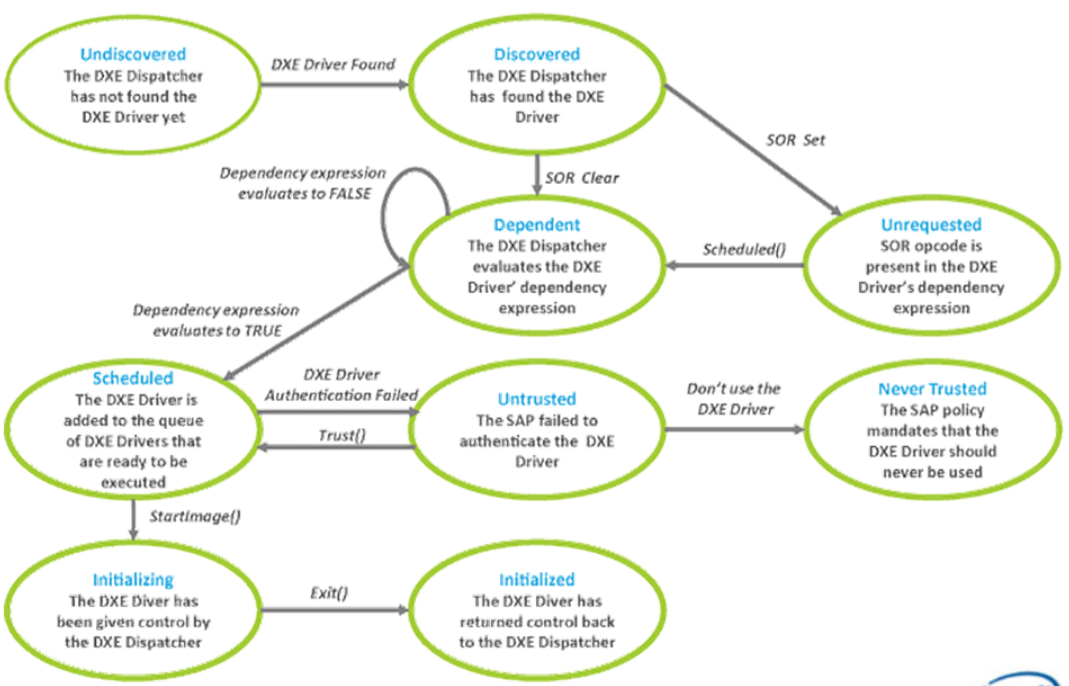 Undiscovered
The DXE Dispatcher
has not found the
DXE Driver yet
DXE Driver Found
Discovered
The DXE Dispatcher
has found the DXE
Driver
SOR Set
SOR Clear
Dependency expression
evaluates to FALSE
Dependent
The DXE Dispatcher
evaluates the DXE
Driver' dependency
expression
Scheduled()
Unrequested
SOR opcode is
present in the DXE
Driver's dependency
expression
Dependency expression
evaluates to TRUE
Scheduled
The DXE Driver is
added to the queue
of DXE Drivers that
are ready to be
executed
DXE Driver
Authentication Failed
Trust()
Untrusted
The SAP failed to
authenticate the DXE
Driver
Don't use the
DXE Driver
Never Trusted
The SAP policy
mandates that the
DXE Driver should
never be used
StartImage()
Initializing
The DXE Diver has
been given control by
the DXE Dispatcher
Exit()
Initialized
The DXE Diver has
returned control back
to the DXE Dispatcher